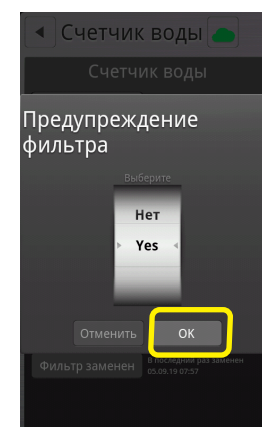 Счетчик воды
Счетчик воды
Предупреждение
фильтра
Выберите
Нет
Yes
Отменить OK
Фильтр заменен
В последний раз заменен
05.09.19 07:57